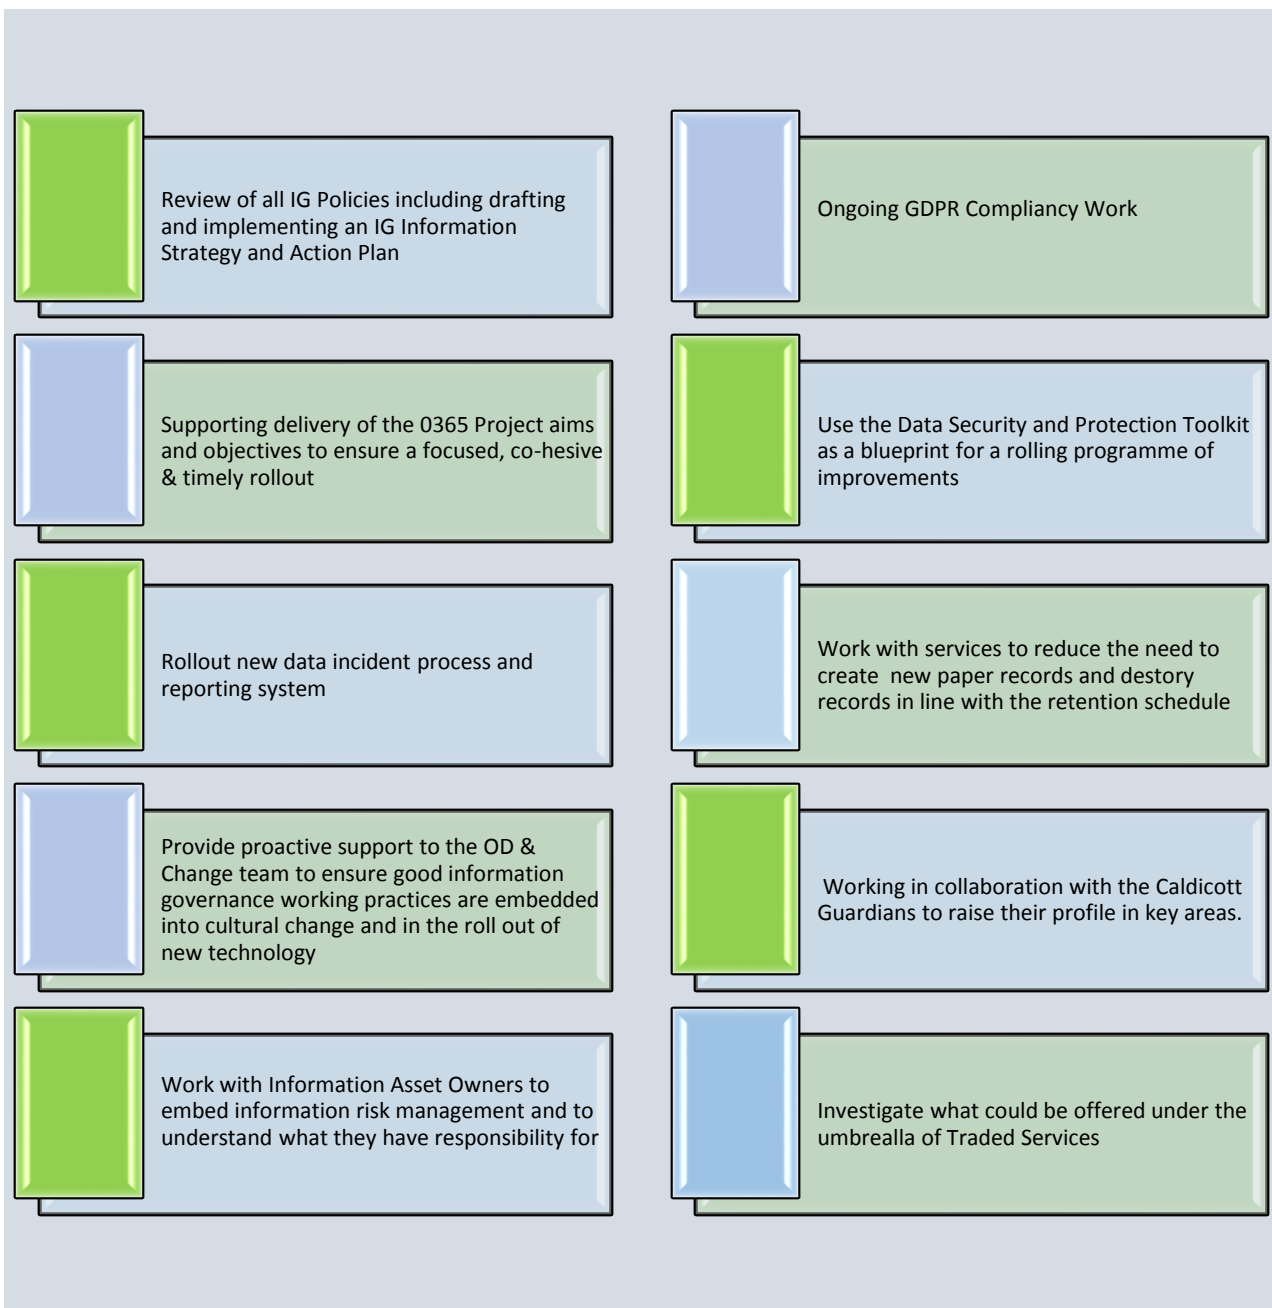 Review of all IG Policies including drafting
and implementing an IG Information
Strategy and Action Plan
Ongoing GDPR Compliancy Work
Supporting delivery of the 0365 Project aims
and objectives to ensure a focused, co-hesive
& timely rollout
Use the Data Security and Protection Toolkit
as a blueprint for a rolling programme of
improvements
Rollout new data incident process and
reporting system
Work with services to reduce the need to
create  new paper records and destory
records in line with the retention schedule
Provide proactive support to the OD &
Change team to ensure good information
governance working practices are embedded
into cultural change and in the roll out of
new technology
Working in collaboration with the Caldicott
Guardians to raise their profile in key areas.
Work with Information Asset Owners to
embed information risk management and to
understand what they have responsibility for
Investigate what could be offered under the
umbrealla of Traded Services